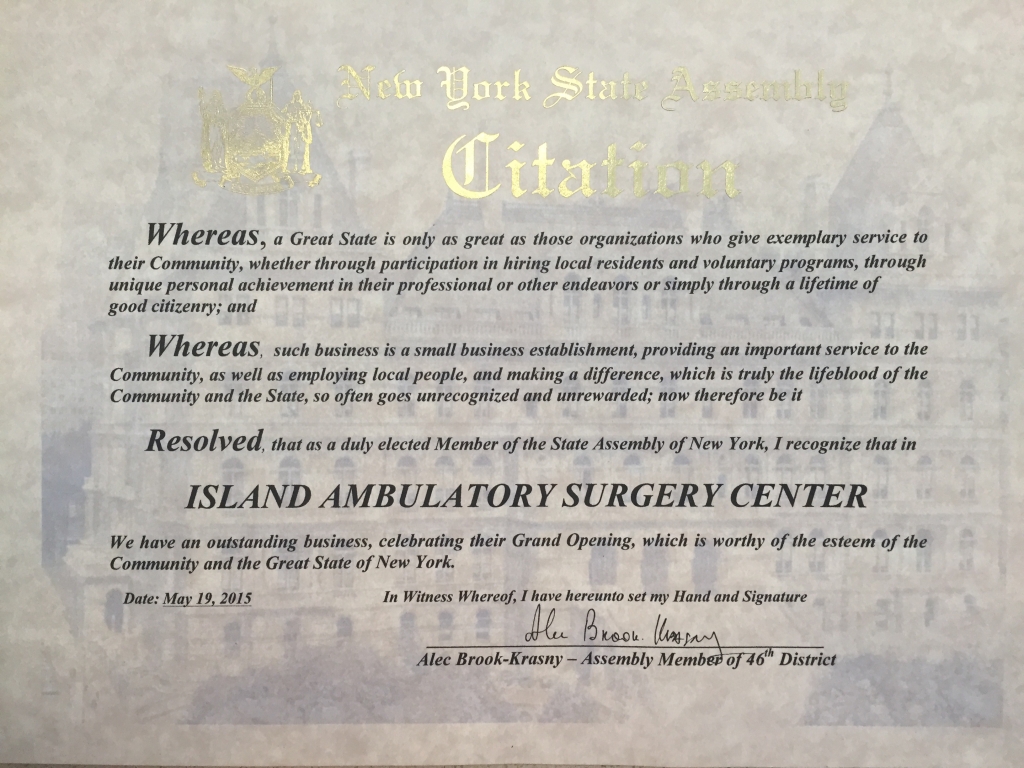 New York State Assembly
Citation
Whereas, a Great State is only as great as those organizations who give exemplary service to
their Community, whether through participation in hiring local residents and voluntary programs, through
unique personal achievement in their professional or other endeavors or simply through a lifetime of
good citizenry; and
Whereas, such business is a small business establishment, providing an important service to the
Community, as well as employing local people, and making a difference, which is truly the lifeblood of the
Community and the State, so often goes unrecognized and unrewarded; now therefore be it
Resolved, that as a duly elected Member of the State Assembly of New York, I recognize that in
ISLAND AMBULATORY SURGERY CENTER
We have an outstanding business, celebrating their Grand Opening, which is worthy of the esteem of the
Community and the Great State of New York.
Date: May 19, 2015 In Witness Whereof, I have hereunto set my Hand and Signature
Alec Brook-Krasny
Alec Brook-Krasny – Assembly Member of 46th District